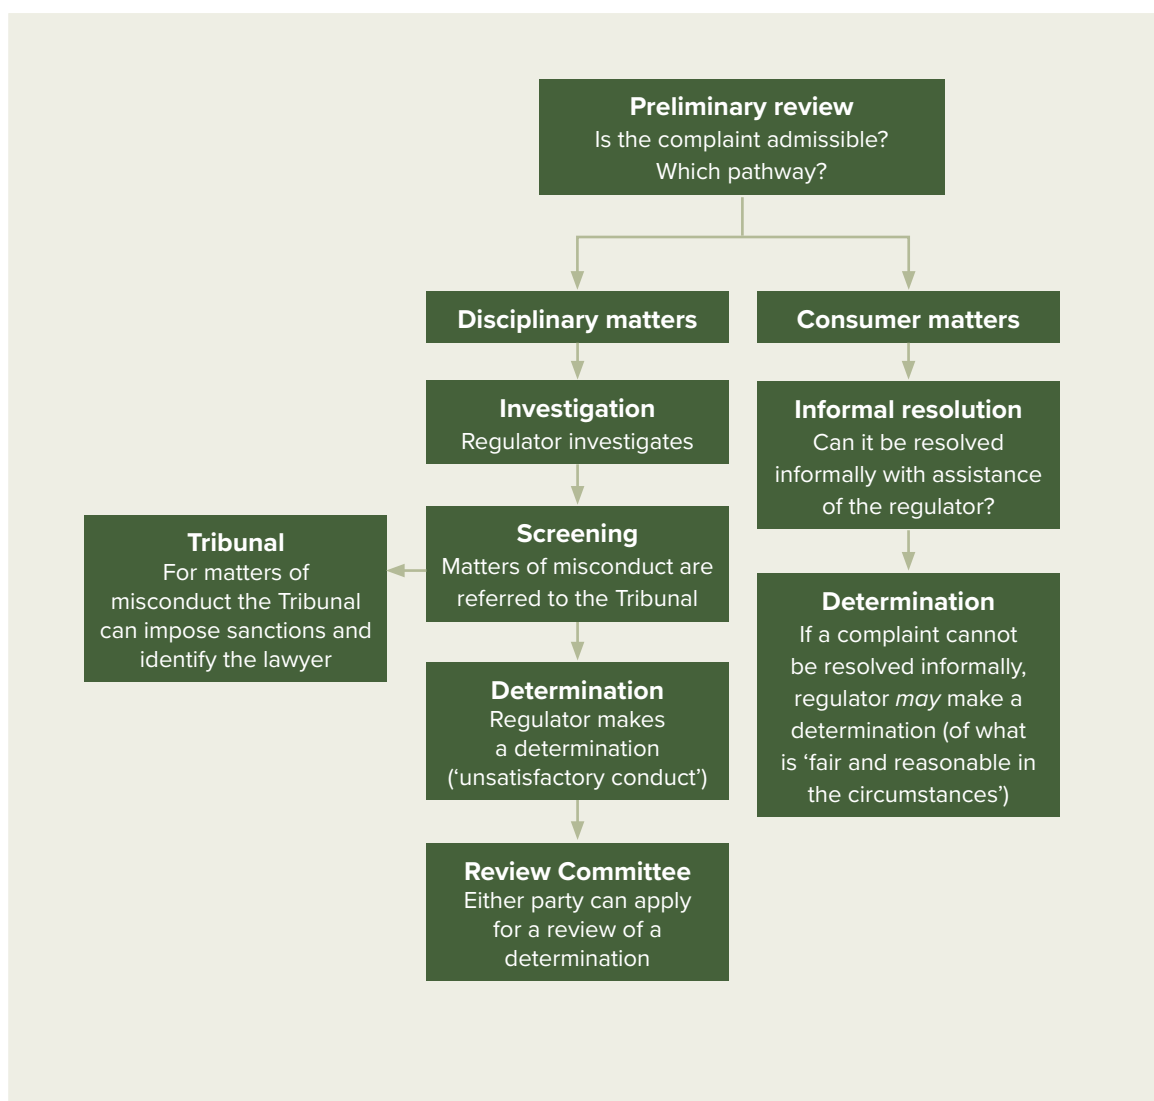 Preliminary review
Is the complaint admissible?
Which pathway?
Disciplinary matters
Consumer matters
Investigation
Regulator investigates
Informal resolution
Can it be resolved
informally with assistance
of the regulator?
Screening
Matters of misconduct are
referred to the Tribunal
Tribunal
For matters of
misconduct the Tribunal
can impose sanctions and
identify the lawyer
Determination
Regulator makes
a determination
(‘unsatisfactory conduct’)
Determination
If a complaint cannot
be resolved informally,
regulator may make a
determination (of what
is ‘fair and reasonable in
the circumstances’)
Review Committee
Either party can apply
for a review of a
determination